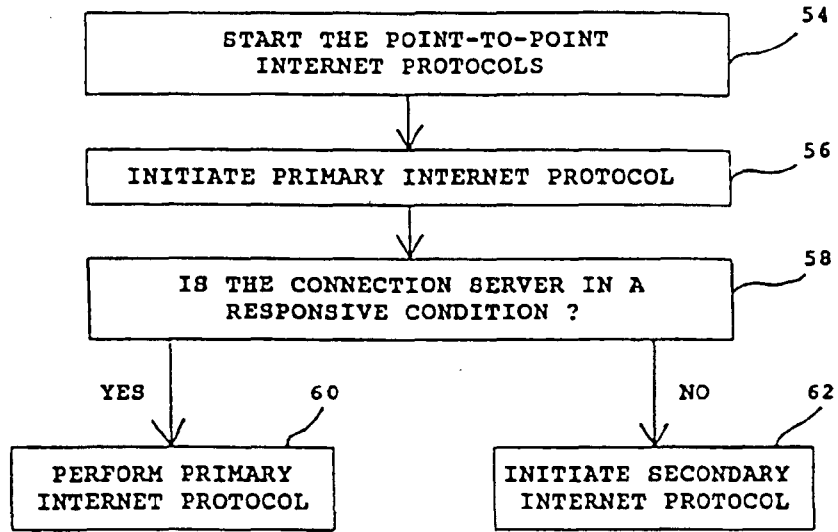 54
START THE POINT-TO-POINT
INTERNET PROTOCOLS
56
INITIATE PRIMARY INTERNET PROTOCOL
58
IS THE CONNECTION SERVER IN A
RESPONSIVE CONDITION ?
YES
60
NO
62
PERFORM PRIMARY
INTERNET PROTOCOL
INITIATE SECONDARY
INTERNET PROTOCOL